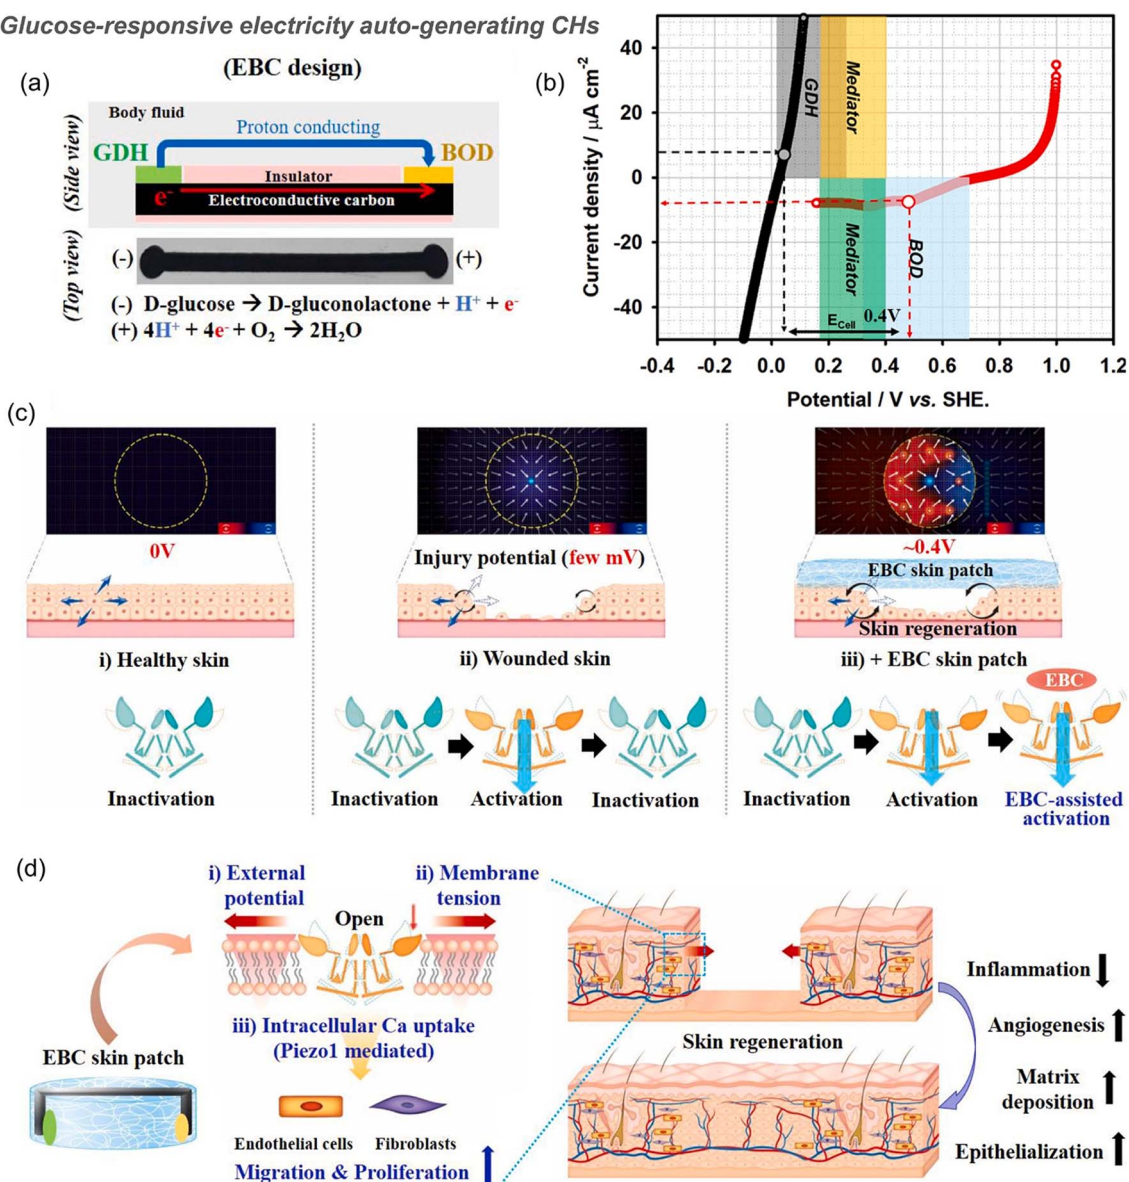 Glucose-responsive electricity auto-generating CHs
(a)
(EBC design)
(Side view)
Body fluid
Proton conducting
GDH
BOD
Insulator
e-
Electroconductive carbon
(Top view)
(-)
(+)
(-) D-glucose → D-gluconolactone + H+ + e-
(+) 4H+ + 4e- + O2 → 2H2O
(b)
Current density / µA cm-2
40
20
0
-20
-40
GDH
Mediator
Mediator
BOD
ECell 0.4V
-0.4 -0.2 0.0 0.2 0.4 0.6 0.8 1.0 1.2
Potential / V vs. SHE.
(c)
0V
i) Healthy skin
Inactivation
Injury potential (few mV)
ii) Wounded skin
Inactivation
Activation
Inactivation
~0.4V
EBC skin patch
Skin regeneration
iii) + EBC skin patch
EBC
Inactivation
Activation
EBC-assisted
activation
(d)
EBC skin patch
i) External
potential
ii) Membrane
tension
Open
iii) Intracellular Ca uptake
(Piezo1 mediated)
Endothelial cells
Fibroblasts
Migration & Proliferation
Skin regeneration
Inflammation
Angiogenesis
Matrix
deposition
Epithelialization